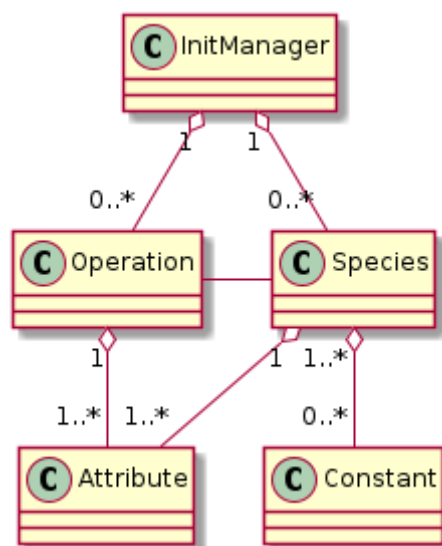 C InitManager
1 1
0..* 0..*
C Operation C Species
1 1 1..*
1..* 1..* 0..*
C Attribute C Constant